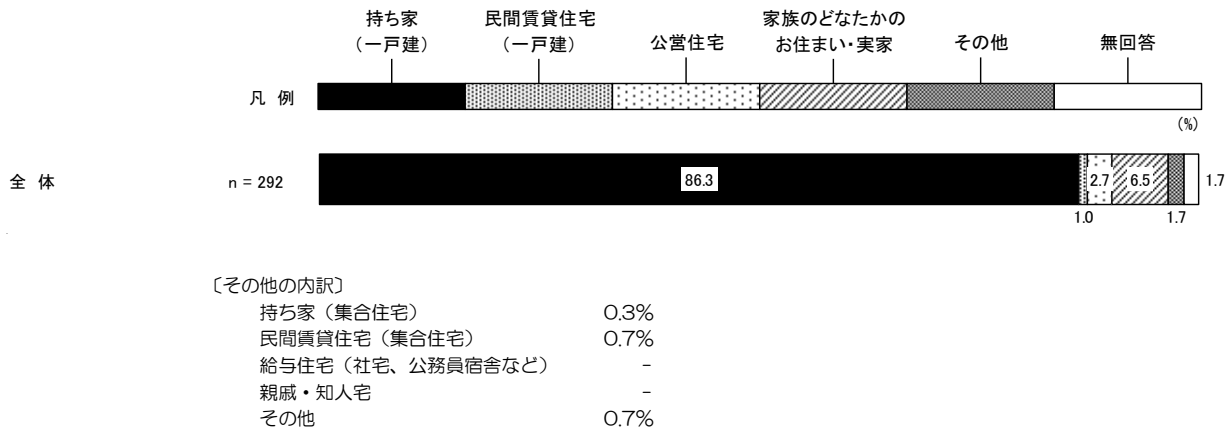 持ち家
（一戸建）
民間賃貸住宅
（一戸建）
公営住宅
家族のどなたかの
お住まい・実家
その他
無回答
凡 例
(%)
全 体
n = 292
86.3
2.7
6.5
1.7
1.0
1.7
〔その他の内訳〕
持ち家（集合住宅） 0.3%
民間賃貸住宅（集合住宅） 0.7%
給与住宅（社宅、公務員宿舎など） -
親戚・知人宅 -
その他 0.7%